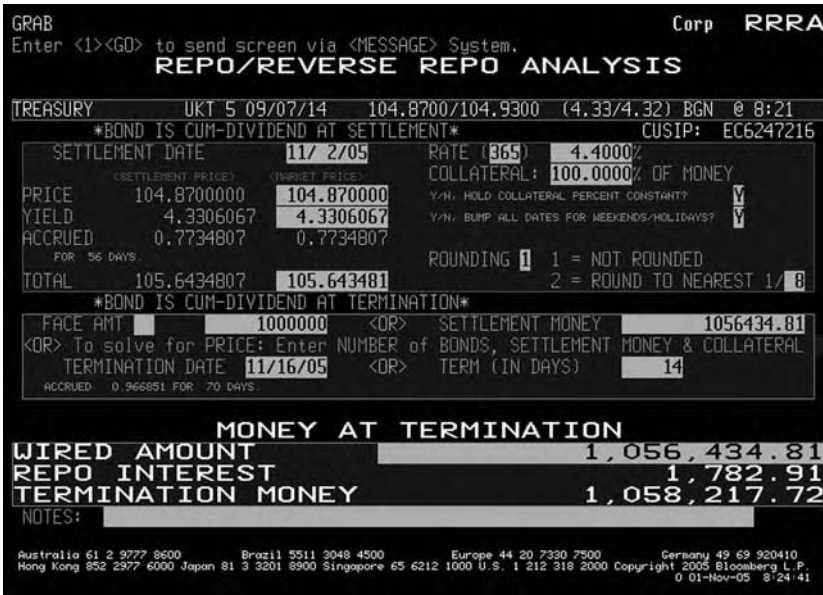 GRAB Corp RRRA
Enter <1><GO> to send screen via <MESSAGE> System.
REPO/REVERSE REPO ANALYSIS
TREASURY UKT 5 09/07/14 104.8700/104.9300 (4.33/4.32) BGN @ 8:21
*BOND IS CUM-DIVIDEND AT SETTLEMENT* CUSIP: EC6247216
SETTLEMENT DATE 11/ 2/05 RATE (365) 4.4000%
<SETTLEMENT PRICE> <MARKET PRICE> COLLATERAL: 100.0000% OF MONEY
PRICE 104.8700000 104.870000 Y/N, HOLD COLLATERAL PERCENT CONSTANT? Y
YIELD 4.3306067 4.3306067 Y/N, BUMP ALL DATES FOR WEEKENDS/HOLIDAYS? Y
ACCRUED 0.7734807 0.7734807
FOR 56 DAYS. ROUNDING 1 1 = NOT ROUNDED
TOTAL 105.6434807 105.643481 2 = ROUND TO NEAREST 1/ 8
*BOND IS CUM-DIVIDEND AT TERMINATION*
FACE AMT 1000000 <OR> SETTLEMENT MONEY 1056434.81
<OR> To solve for PRICE: Enter NUMBER of BONDS, SETTLEMENT MONEY & COLLATERAL
TERMINATION DATE 11/16/05 <OR> TERM (IN DAYS) 14
ACCRUED 0.966851 FOR 70 DAYS.
MONEY AT TERMINATION
WIRED AMOUNT 1,056,434.81
REPO INTEREST 1,782.91
TERMINATION MONEY 1,058,217.72
NOTES:
Australia 61 2 9777 8600 Brazil 5511 3048 4500 Europe 44 20 7330 7500 Germany 49 69 920410
Hong Kong 852 2977 6000 Japan 81 3 3201 8900 Singapore 65 6212 1000 U.S. 1 212 318 2000 Copyright 2005 Bloomberg L.P.
0 01-Nov-05 8:24:41